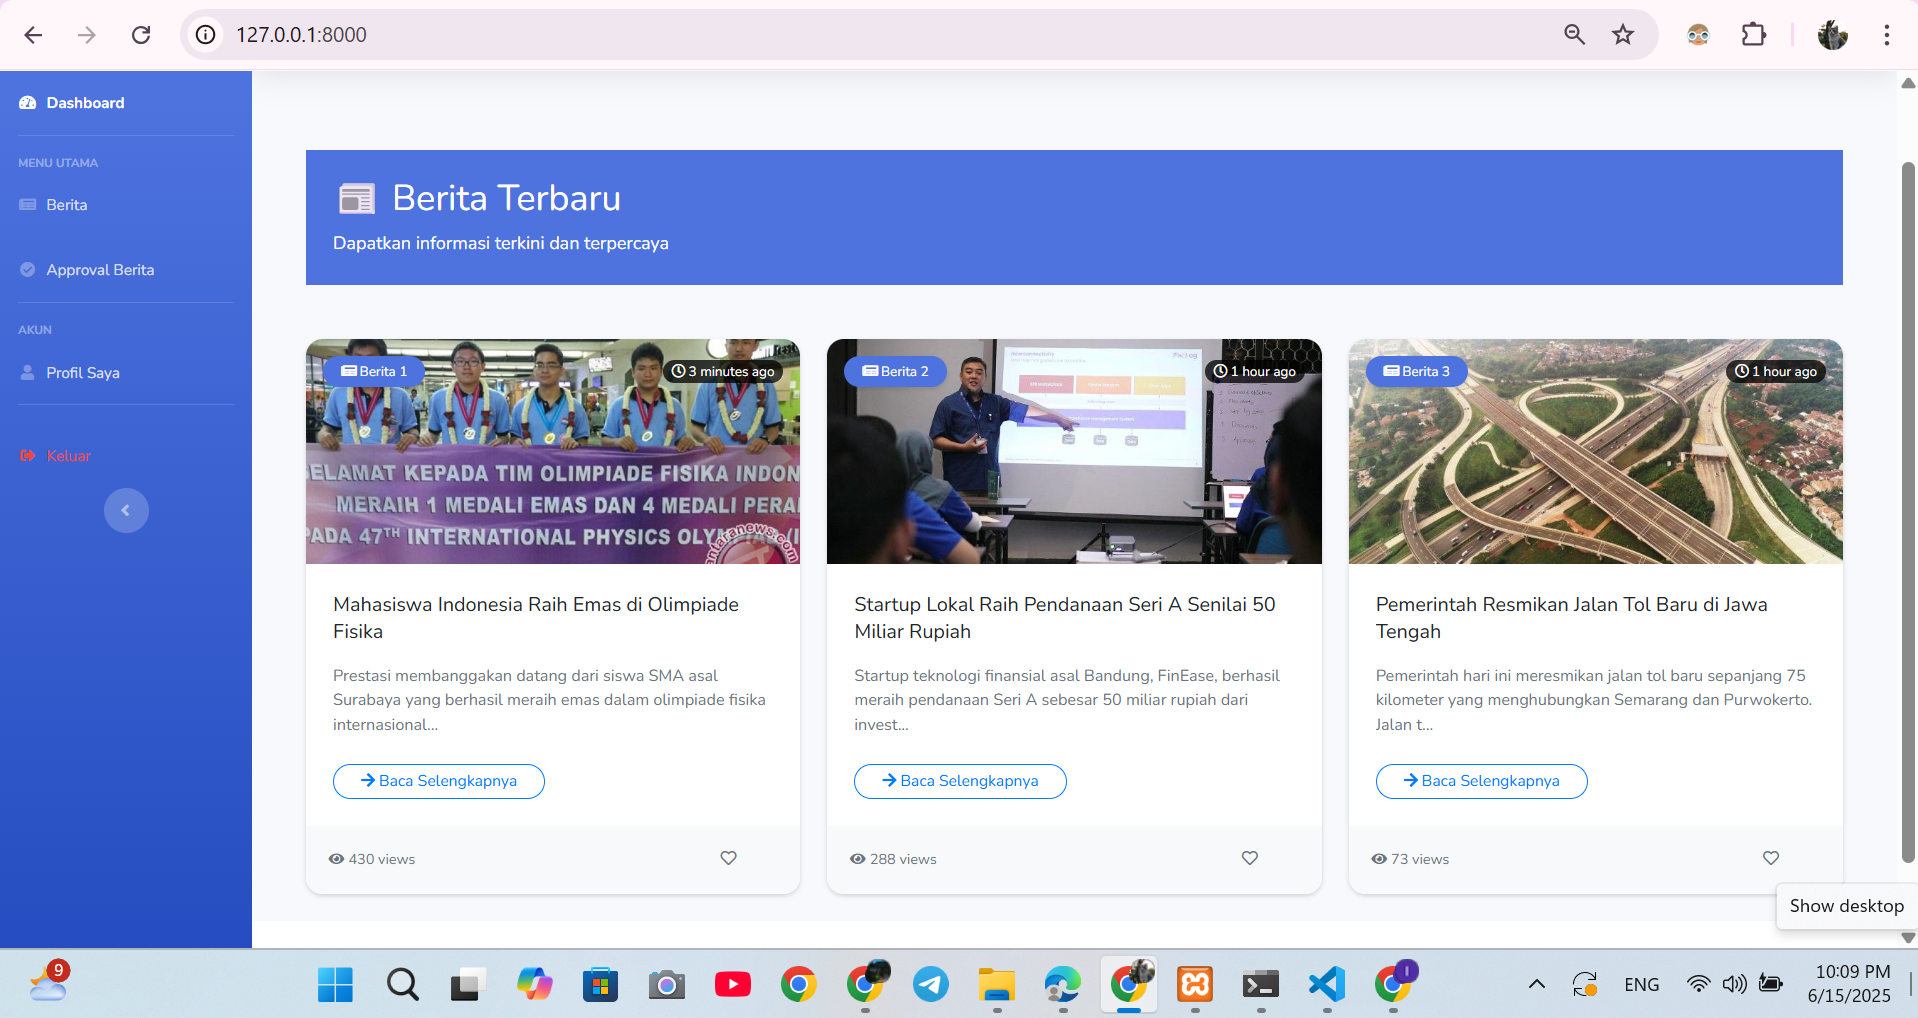 127.0.0.1:8000
Dashboard
MENU UTAMA
Berita
Approval Berita
AKUN
Profil Saya
Keluar
Berita Terbaru
Dapatkan informasi terkini dan terpercaya
Berita 1
3 minutes ago
SELAMAT KEPADA TIM OLIMPIADE FISIKA INDON
MERAIH 1 MEDALI EMAS DAN 4 MEDALI PERA
PADA 47TH INTERNATIONAL PHYSICS OLYMPIAD (I
antaranews.com
Mahasiswa Indonesia Raih Emas di Olimpiade
Fisika
Prestasi membanggakan datang dari siswa SMA asal
Surabaya yang berhasil meraih emas dalam olimpiade fisika
internasional...
Baca Selengkapnya
430 views
Berita 2
1 hour ago
Startup Lokal Raih Pendanaan Seri A Senilai 50
Miliar Rupiah
Startup teknologi finansial asal Bandung, FinEase, berhasil
meraih pendanaan Seri A sebesar 50 miliar rupiah dari
invest...
Baca Selengkapnya
288 views
Berita 3
1 hour ago
Pemerintah Resmikan Jalan Tol Baru di Jawa
Tengah
Pemerintah hari ini meresmikan jalan tol baru sepanjang 75
kilometer yang menghubungkan Semarang dan Purwokerto.
Jalan t...
Baca Selengkapnya
73 views
Show desktop
9
I
ENG
10:09 PM
6/15/2025